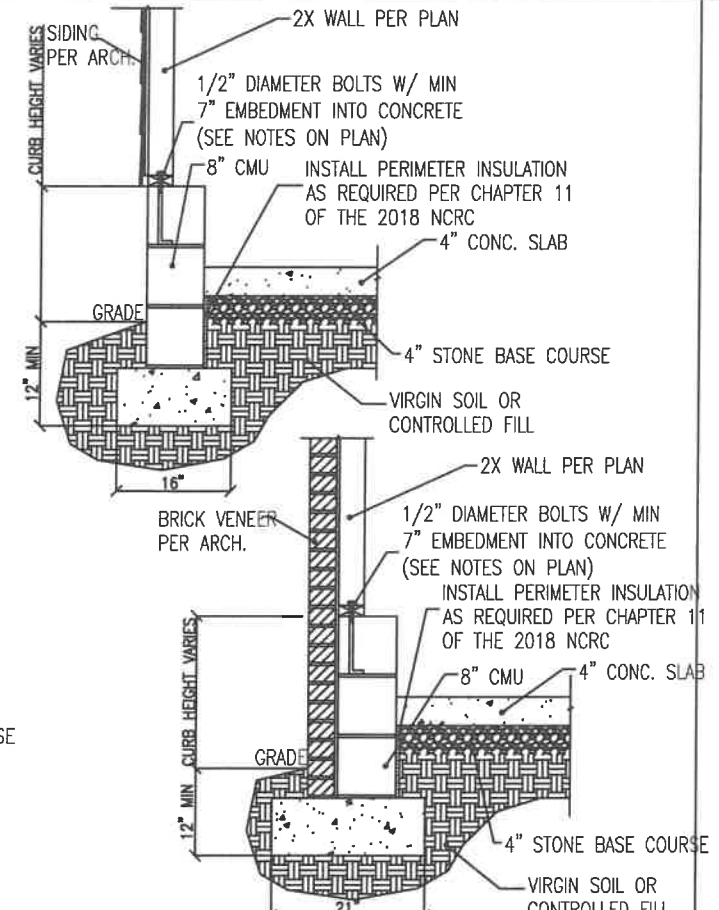 2X WALL PER PLAN
SIDING
PER ARCH.
CURB HEIGHT VARIES
1/2" DIAMETER BOLTS W/ MIN
7" EMBEDMENT INTO CONCRETE
(SEE NOTES ON PLAN)
8" CMU
INSTALL PERIMETER INSULATION
AS REQUIRED PER CHAPTER 11
OF THE 2018 NCRC
4" CONC. SLAB
GRADE
12" MIN
4" STONE BASE COURSE
VIRGIN SOIL OR
CONTROLLED FILL
16"
2X WALL PER PLAN
BRICK VENEER
PER ARCH.
1/2" DIAMETER BOLTS W/ MIN
7" EMBEDMENT INTO CONCRETE
(SEE NOTES ON PLAN)
INSTALL PERIMETER INSULATION
AS REQUIRED PER CHAPTER 11
OF THE 2018 NCRC
8" CMU
4" CONC. SLAB
CURB HEIGHT VARIES
SE
GRADE
12" MIN
4" STONE BASE COURSE
VIRGIN SOIL OR
CONTROLLED FILL
21"